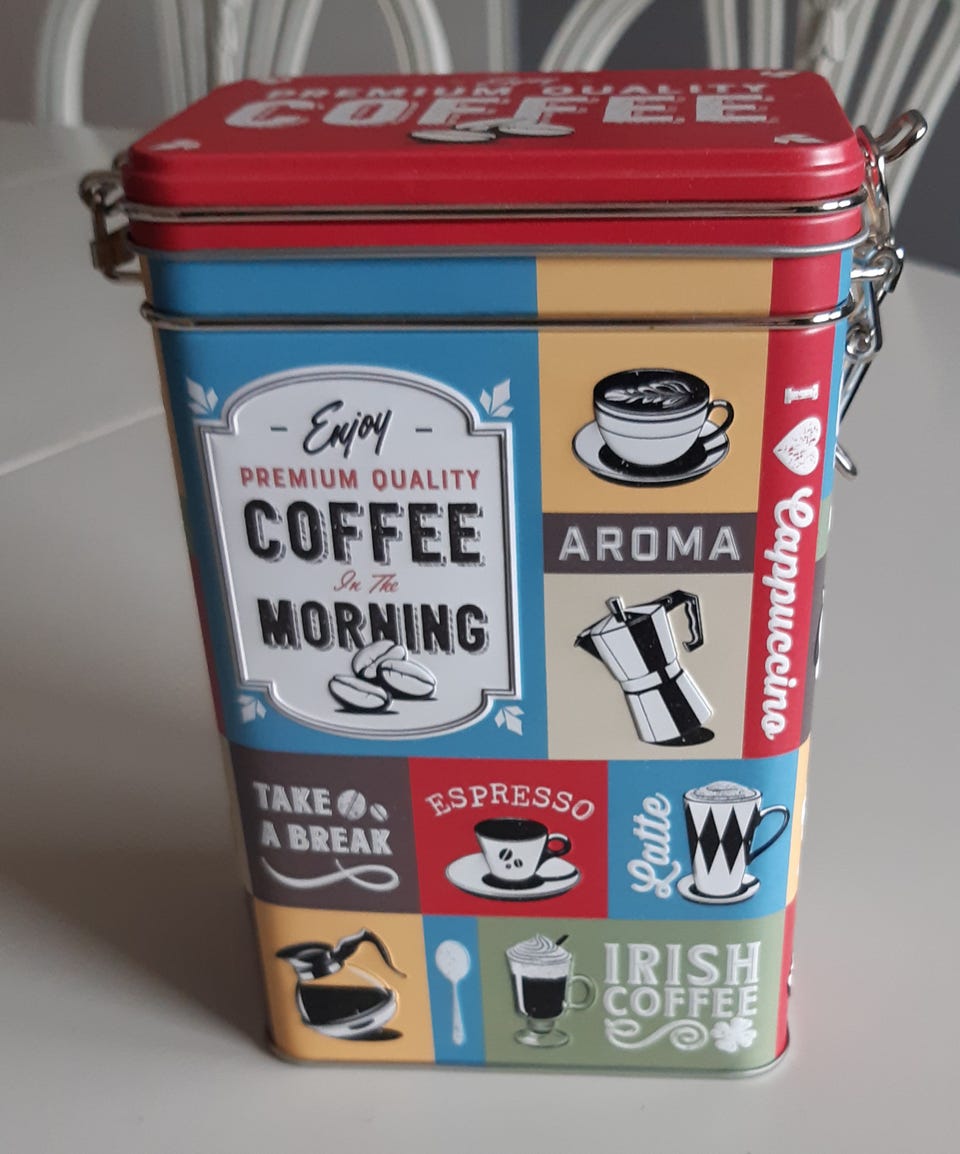 PREMIUM QUALITY
COFFEE
Enjoy
PREMIUM QUALITY
COFFEE
In The
MORNING
AROMA
I Cappuccino
TAKE
A BREAK
ESPRESSO
Latte
IRISH
COFFEE